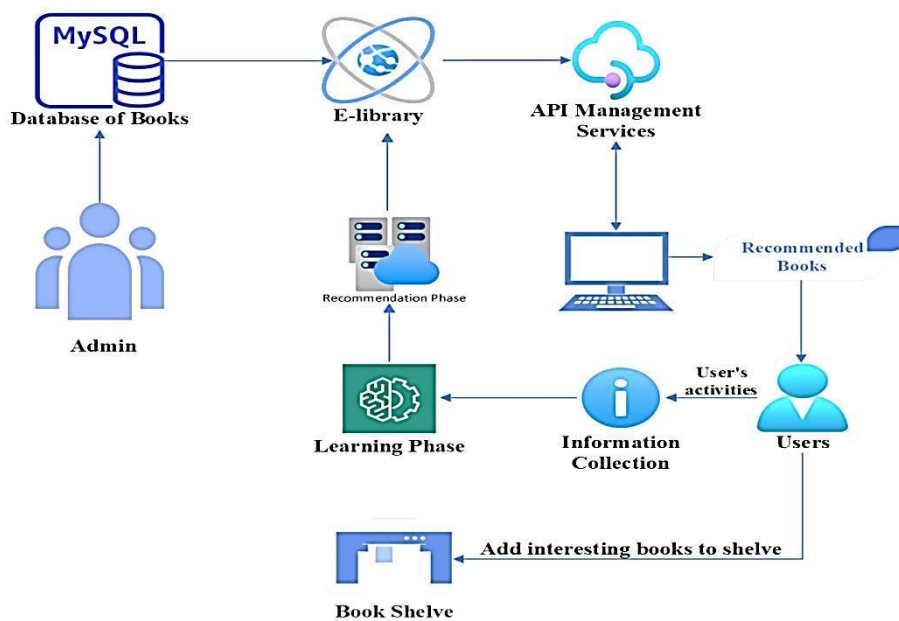 MySQL
Database of Books
E-library
API Management
Services
Recommended
Books
Recommendation Phase
Admin
User's
activities
Learning Phase
Information
Collection
Users
Add interesting books to shelve
Book Shelve